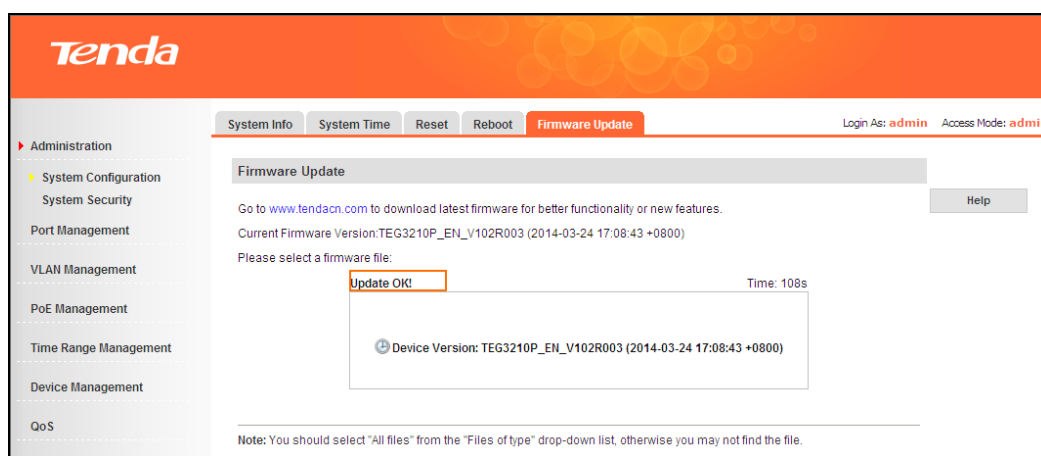 Tenda
System Info
System Time
Reset
Reboot
Firmware Update
Login As: admin
Access Mode: admi
Administration
System Configuration
System Security
Port Management
VLAN Management
PoE Management
Time Range Management
Device Management
QoS
Firmware Update
Help
Go to www.tendacn.com to download latest firmware for better functionality or new features.
Current Firmware Version:TEG3210P_EN_V102R003 (2014-03-24 17:08:43 +0800)
Please select a firmware file:
Update OK!
Time: 108s
Device Version: TEG3210P_EN_V102R003 (2014-03-24 17:08:43 +0800)
Note: You should select "All files" from the "Files of type" drop-down list, otherwise you may not find the file.